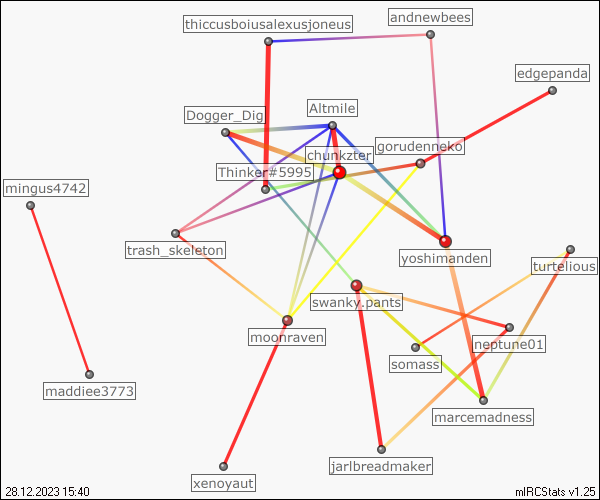 andnewbees
thiccusboiusalexusjoneus
edgepanda
Altmile
Dogger_Dig
gorudenneko
chunkzter
Thinker#5995
mingus4742
trash_skeleton
yoshimanden
turtelious
swanky.pants
moonraven
neptune01
somass
maddiee3773
marcemadness
jarlbreadmaker
xenoyaut
28.12.2023 15:40
mIRCStats v1.25